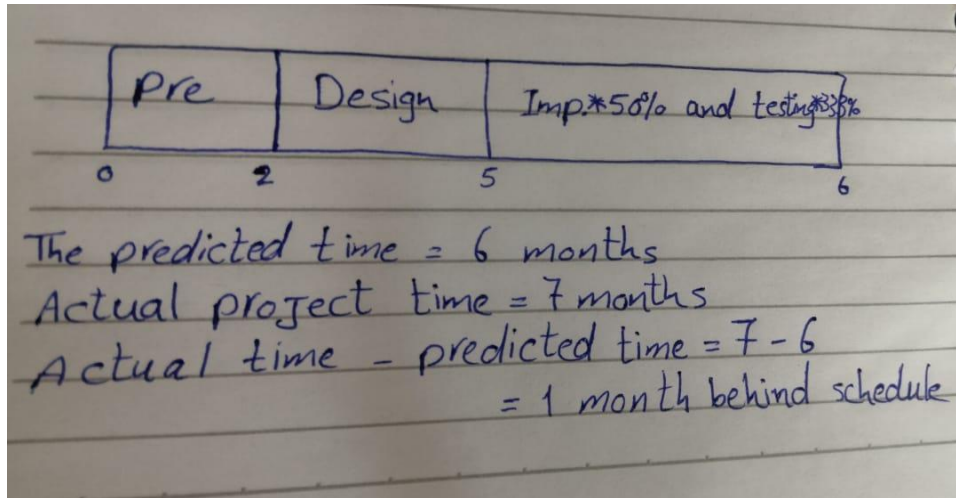 Pre Design Imp.*50% and testing*33%
0 2 5 6
The predicted time = 6 months
Actual project time = 7 months
Actual time - predicted time = 7 - 6
= 1 month behind schedule